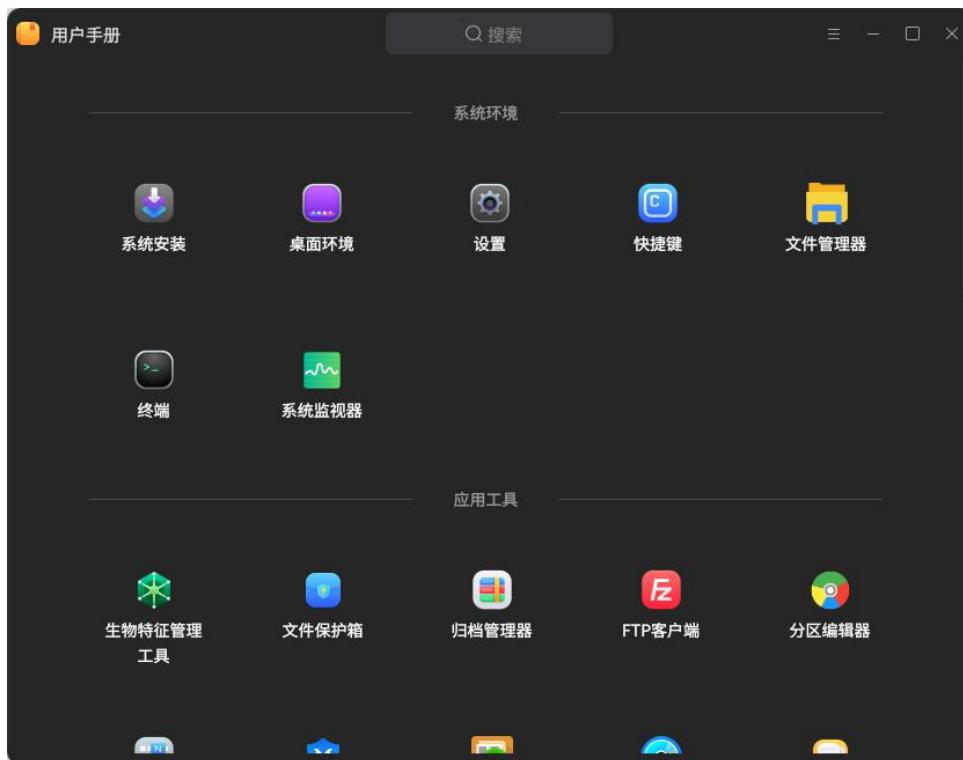 用户手册
搜索
系统环境
系统安装
桌面环境
设置
快捷键
文件管理器
终端
系统监视器
应用工具
生物特征管理
工具
文件保护箱
归档管理器
FTP客户端
分区编辑器